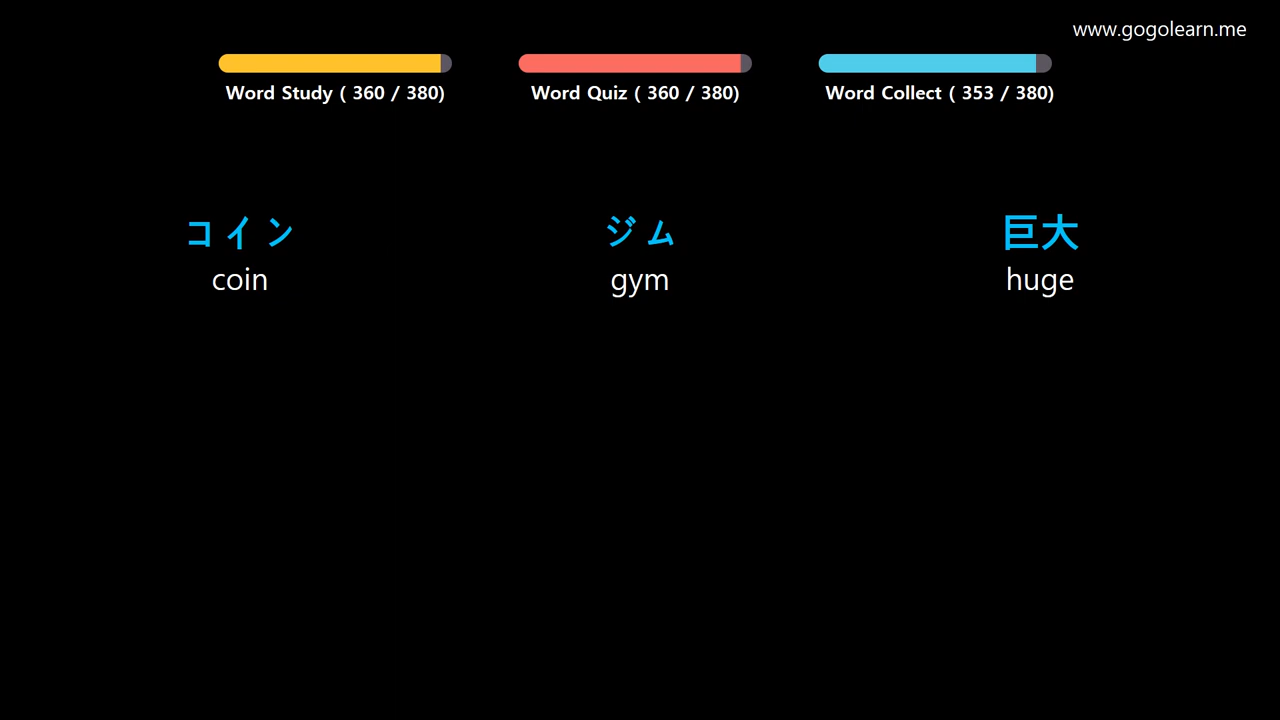 www.gogolearn.me
Word Study ( 360 / 380)
Word Quiz ( 360 / 380)
Word Collect ( 353 / 380)
コイン
coin
ジム
gym
巨大
huge